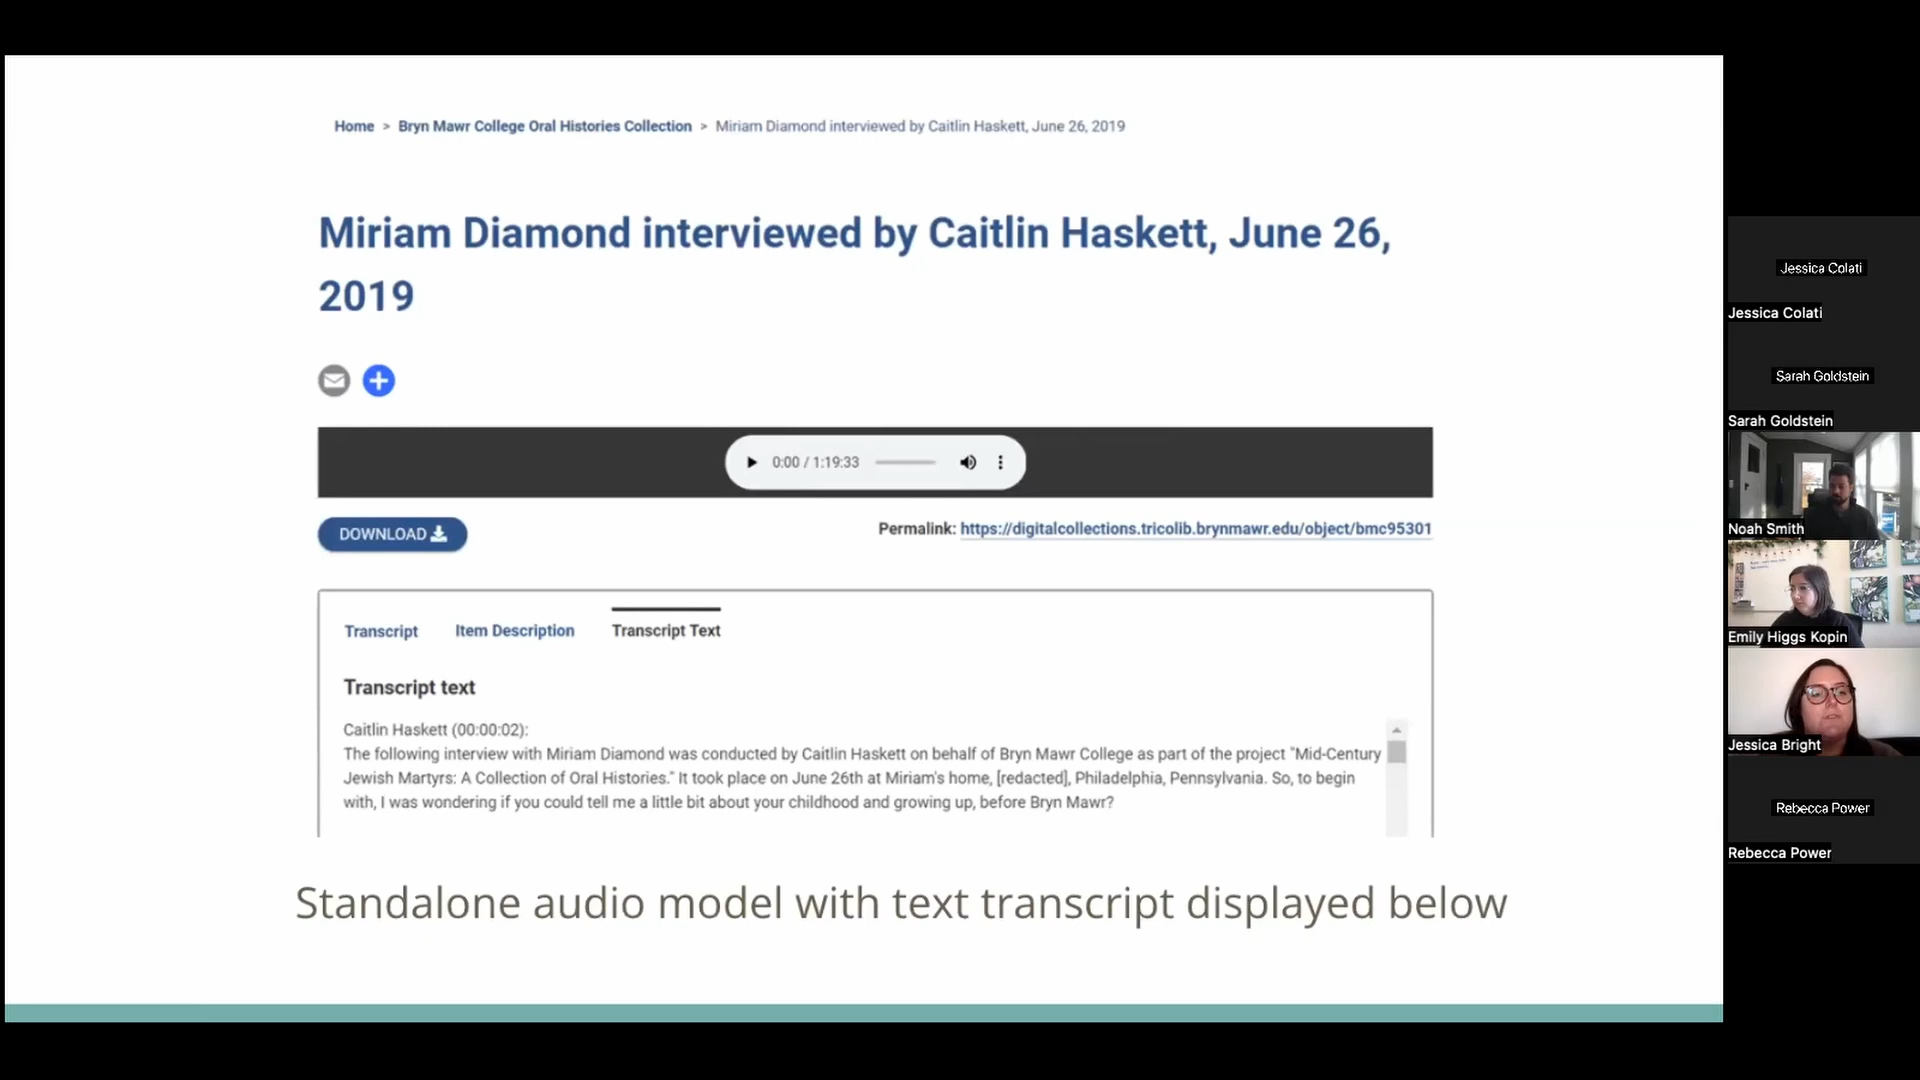 Home > Bryn Mawr College Oral Histories Collection > Miriam Diamond interviewed by Caitlin Haskett, June 26, 2019
Miriam Diamond interviewed by Caitlin Haskett, June 26,
2019
0:00 / 1:19:33
DOWNLOAD
Permalink: https://digitalcollections.tricolib.brynmawr.edu/object/bmc95301
Transcript Item Description Transcript Text
Transcript text
Caitlin Haskett (00:00:02):
The following interview with Miriam Diamond was conducted by Caitlin Haskett on behalf of Bryn Mawr College as part of the project "Mid-Century
Jewish Martyrs: A Collection of Oral Histories." It took place on June 26th at Miriam's home, [redacted], Philadelphia, Pennsylvania. So, to begin
with, I was wondering if you could tell me a little bit about your childhood and growing up, before Bryn Mawr?
Standalone audio model with text transcript displayed below
Jessica Colati
Jessica Colati
Sarah Goldstein
Sarah Goldstein
Noah Smith
Emily Higgs Kopin
Jessica Bright
Rebecca Power
Rebecca Power